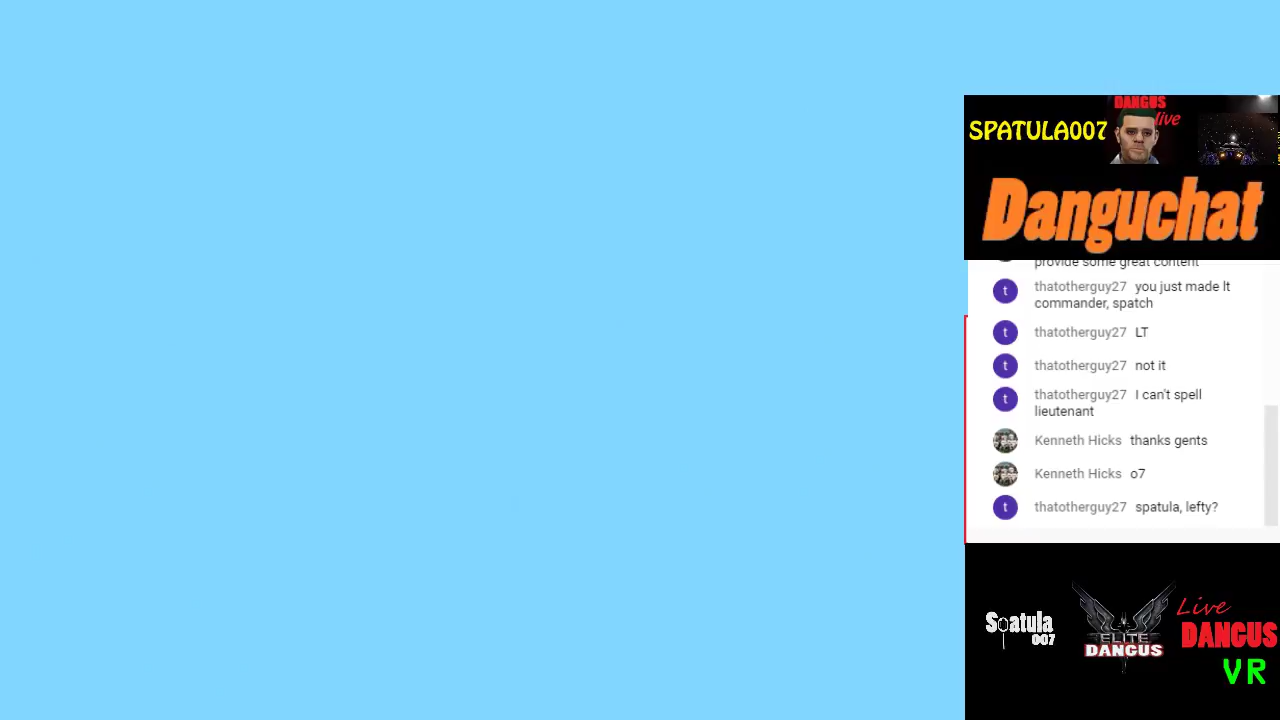 DANGUS
live
SPATULA007
Danguchat
provide some great content
thatotherguy27 you just made lt
commander, spatch
thatotherguy27 LT
thatotherguy27 not it
thatotherguy27 I can't spell
lieutenant
Kenneth Hicks thanks gents
Kenneth Hicks o7
thatotherguy27 spatula, lefty?
Spatula
007
ELITE
DANGUS
Live
DANGUS
VR